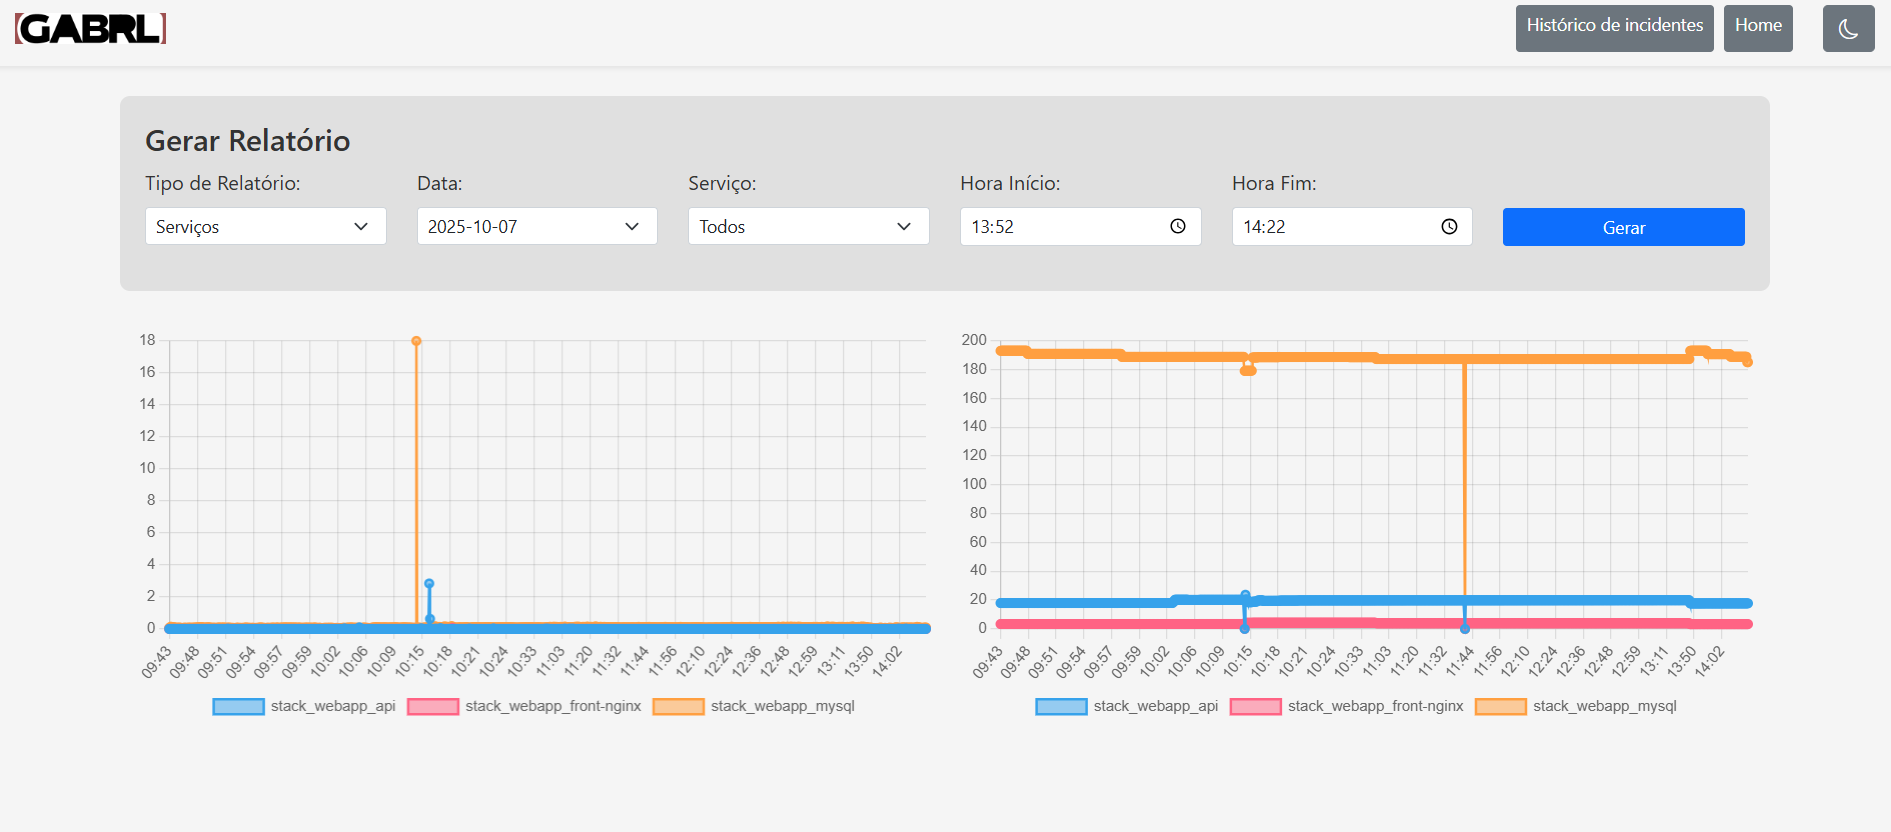 GABRL
Histórico de incidentes
Home
Gerar Relatório
Tipo de Relatório:
Data:
Serviço:
Hora Início:
Hora Fim:
Serviços
2025-10-07
Todos
13:52
14:22
Gerar
18
16
14
12
10
8
6
4
2
0
09:43 09:48 09:51 09:54 09:57 09:59 10:02 10:06 10:09 10:15 10:18 10:21 10:24 10:33 11:03 11:20 11:32 11:44 11:56 12:10 12:24 12:36 12:48 12:59 13:11 13:50 14:02
stack_webapp_api stack_webapp_front-nginx stack_webapp_mysql
200
180
160
140
120
100
80
60
40
20
0
09:43 09:48 09:51 09:54 09:57 09:59 10:02 10:06 10:09 10:15 10:18 10:21 10:24 10:33 11:03 11:20 11:32 11:44 11:56 12:10 12:24 12:36 12:48 12:59 13:11 13:50 14:02
stack_webapp_api stack_webapp_front-nginx stack_webapp_mysql